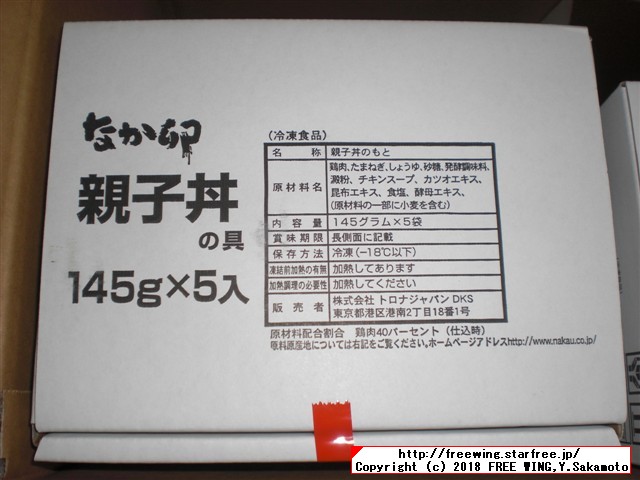 なか卯
親子丼
の具
145g×5入
(冷凍食品)
名 称 親子丼のもと
原材料名 鶏肉、たまねぎ、しょうゆ、砂糖、発酵調味料、
澱粉、チキンスープ、カツオエキス、
昆布エキス、食塩、酵母エキス、
(原材料の一部に小麦を含む)
内 容 量 145グラム×5袋
賞味期限 長側面に記載
保存方法 冷凍(-18℃以下)
凍結前加熱の有無 加熱してあります
加熱調理の必要性 加熱してください
販 売 者 株式会社 トロナジャパン DKS
東京都港区港南2丁目18番1号
原材料配合割合 鶏肉40パーセント(仕込時)
原料原産地については右記をご覧ください。ホームページアドレスhttp://www.nakau.co.jp/
http://freewing.starfree.jp/
Copyright (c) 2018 FREE WING,Y.Sakamoto